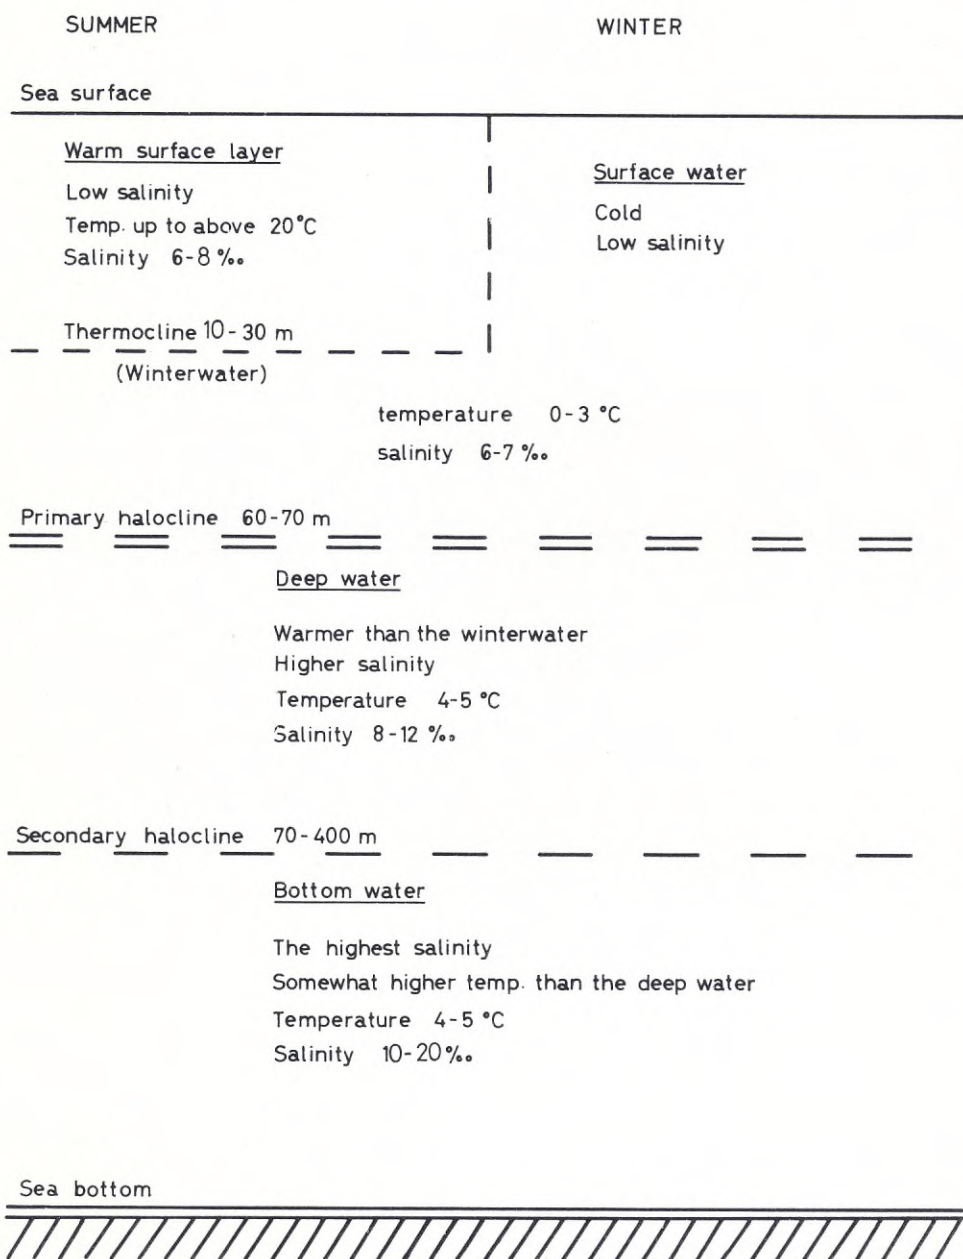 SUMMER
WINTER
Sea surface
Warm surface layer
Low salinity
Temp. up to above 20°C
Salinity 6-8 ‰
Surface water
Cold
Low salinity
Thermocline 10-30 m
(Winterwater)
temperature 0-3 °C
salinity 6-7 ‰
Primary halocline 60-70 m
Deep water
Warmer than the winterwater
Higher salinity
Temperature 4-5 °C
Salinity 8-12 ‰
Secondary halocline 70-400 m
Bottom water
The highest salinity
Somewhat higher temp. than the deep water
Temperature 4-5 °C
Salinity 10-20‰
Sea bottom